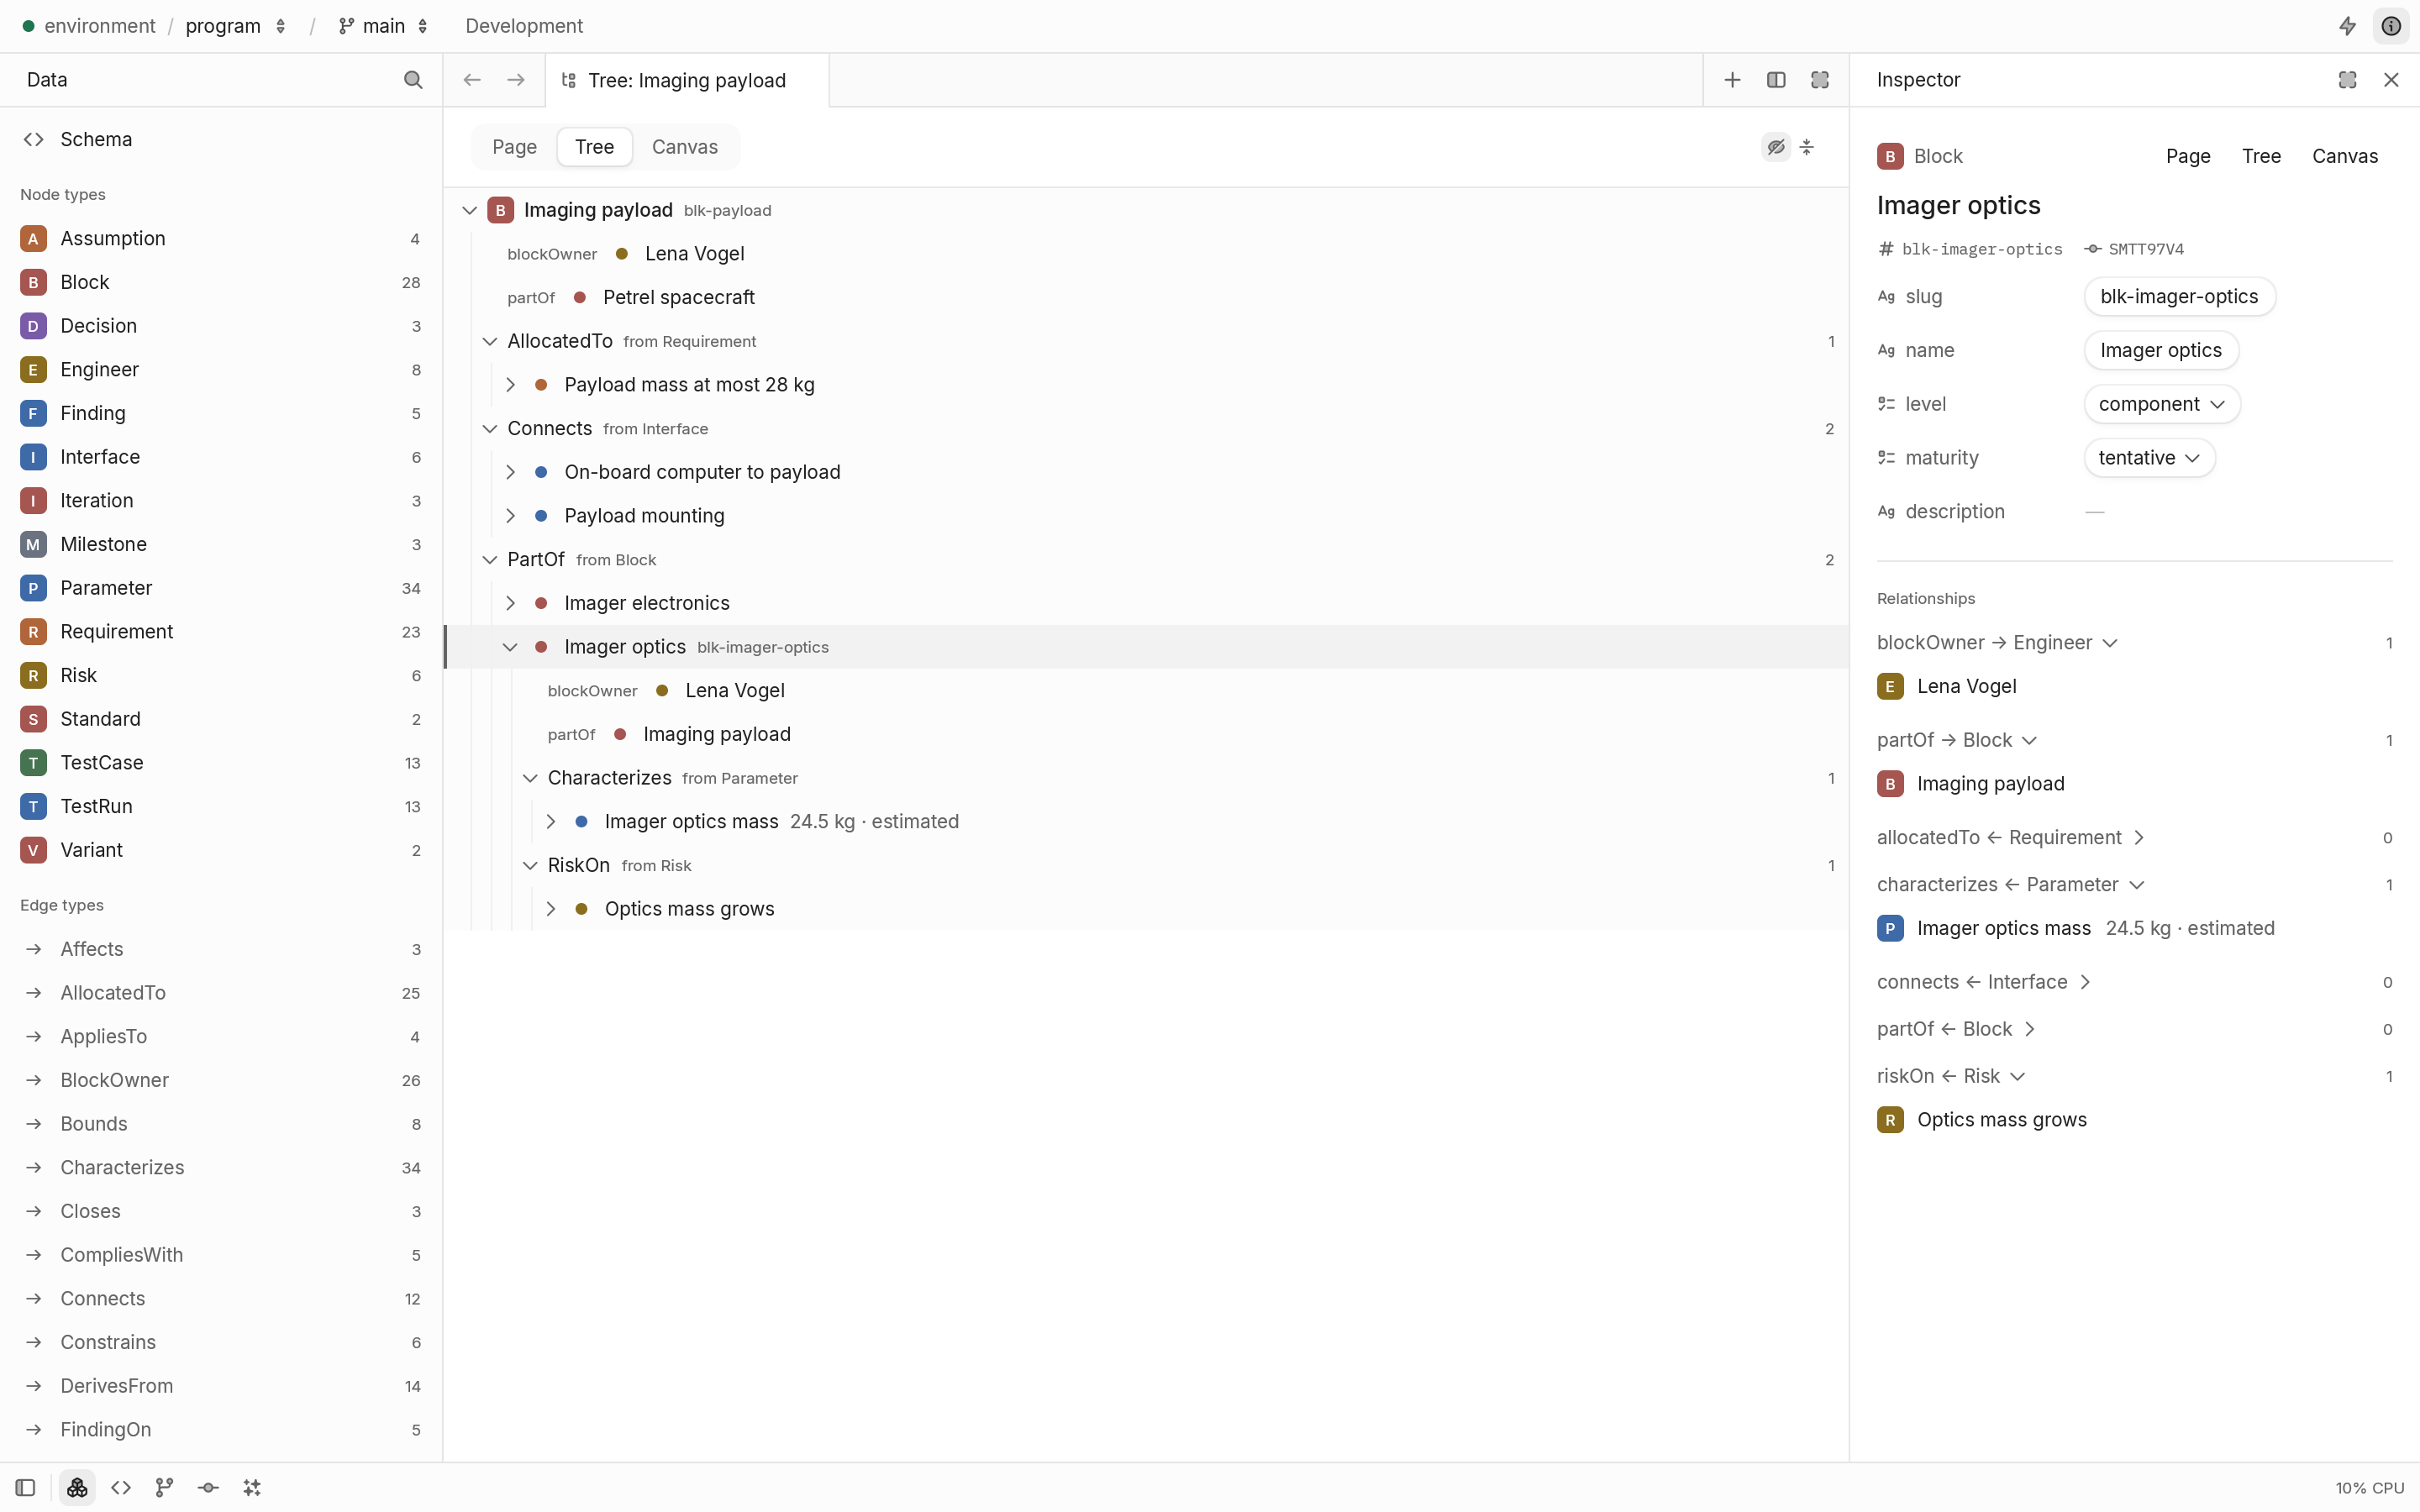 environment / program / main Development
Data
Schema
Node types
A Assumption 4
B Block 28
D Decision 3
E Engineer 8
F Finding 5
I Interface 6
I Iteration 3
M Milestone 3
P Parameter 34
R Requirement 23
R Risk 6
S Standard 2
T TestCase 13
T TestRun 13
V Variant 2
Edge types
Affects 3
AllocatedTo 25
AppliesTo 4
BlockOwner 26
Bounds 8
Characterizes 34
Closes 3
CompliesWith 5
Connects 12
Constrains 6
DerivesFrom 14
FindingOn 5
Tree: Imaging payload
Page Tree Canvas
B Imaging payload blk-payload
blockOwner Lena Vogel
partOf Petrel spacecraft
AllocatedTo from Requirement 1
Payload mass at most 28 kg
Connects from Interface 2
On-board computer to payload
Payload mounting
PartOf from Block 2
Imager electronics
Imager optics blk-imager-optics
blockOwner Lena Vogel
partOf Imaging payload
Characterizes from Parameter 1
Imager optics mass 24.5 kg · estimated
RiskOn from Risk 1
Optics mass grows
Inspector
B Block Page Tree Canvas
Imager optics
# blk-imager-optics SMTT97V4
Ag slug blk-imager-optics
Ag name Imager optics
level component
maturity tentative
Ag description —
Relationships
blockOwner → Engineer 1
E Lena Vogel
partOf → Block 1
B Imaging payload
allocatedTo ← Requirement 0
characterizes ← Parameter 1
P Imager optics mass 24.5 kg · estimated
connects ← Interface 0
partOf ← Block 0
riskOn ← Risk 1
R Optics mass grows
10% CPU